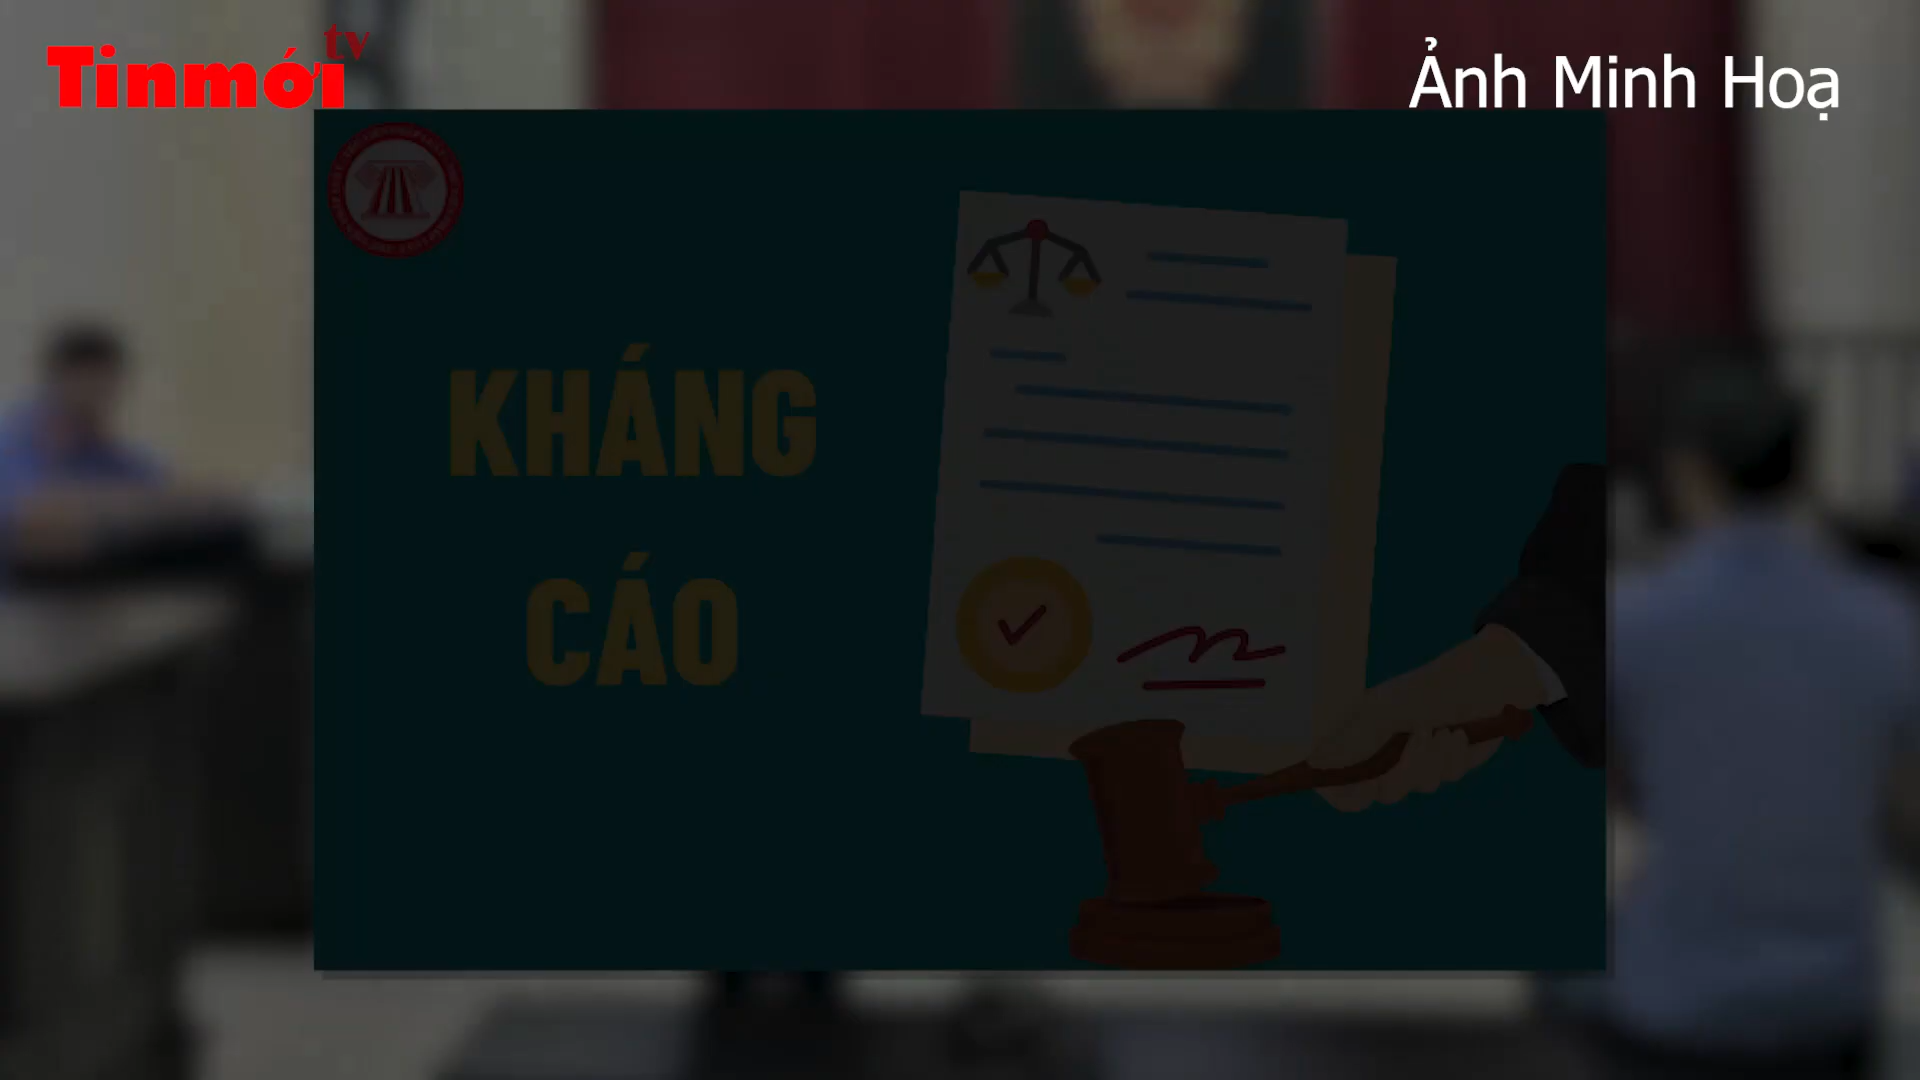 Tinmới tv
Ảnh Minh Hoạ
KHÁNG
CÁO